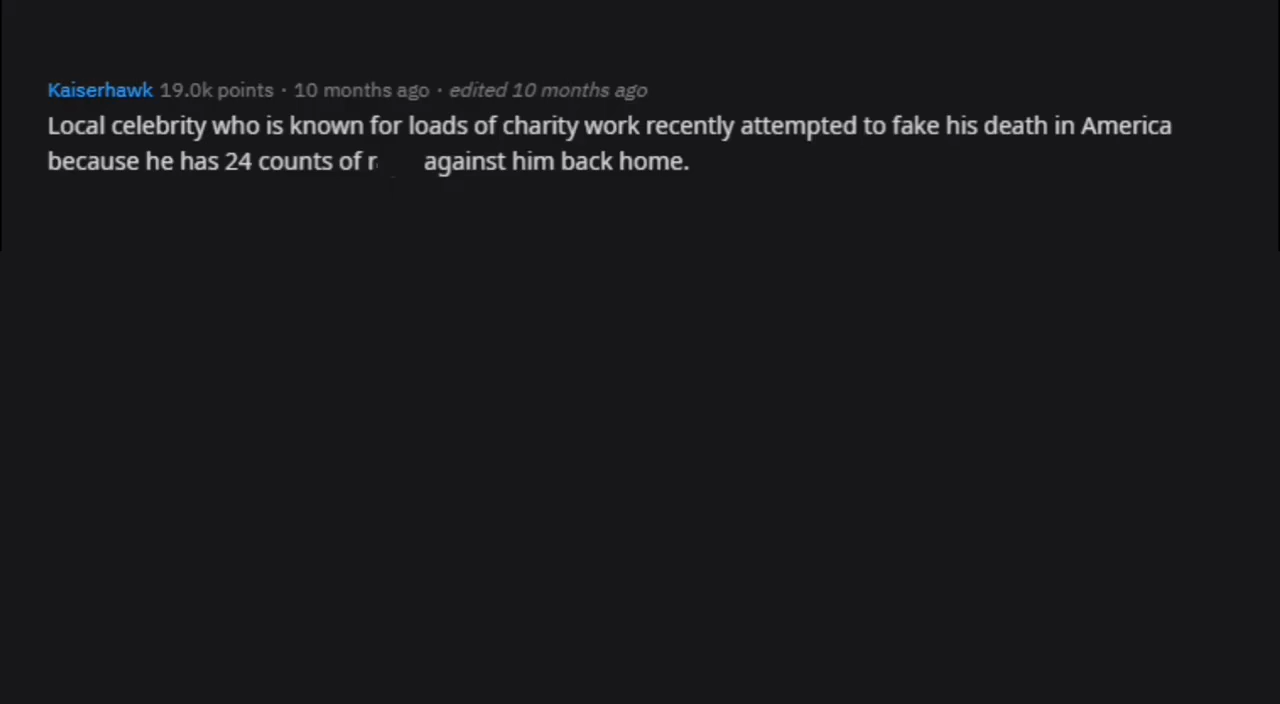 Kaiserhawk 19.0k points · 10 months ago · edited 10 months ago
Local celebrity who is known for loads of charity work recently attempted to fake his death in America
because he has 24 counts of r against him back home.